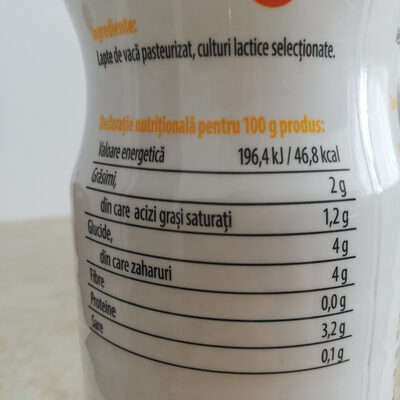 Ingrediente:
Lapte de vacă pasteurizat, culturi lactice selecționate.
Declarație nutrițională pentru 100 g produs:
Valoare energetică 196,4 kJ / 46,8 kcal
Grăsimi, 2 g
din care acizi grași saturați 1,2 g
Glucide, 4 g
din care zaharuri 4 g
Fibre 0,0 g
Proteine 3,2 g
Sare 0,1 g